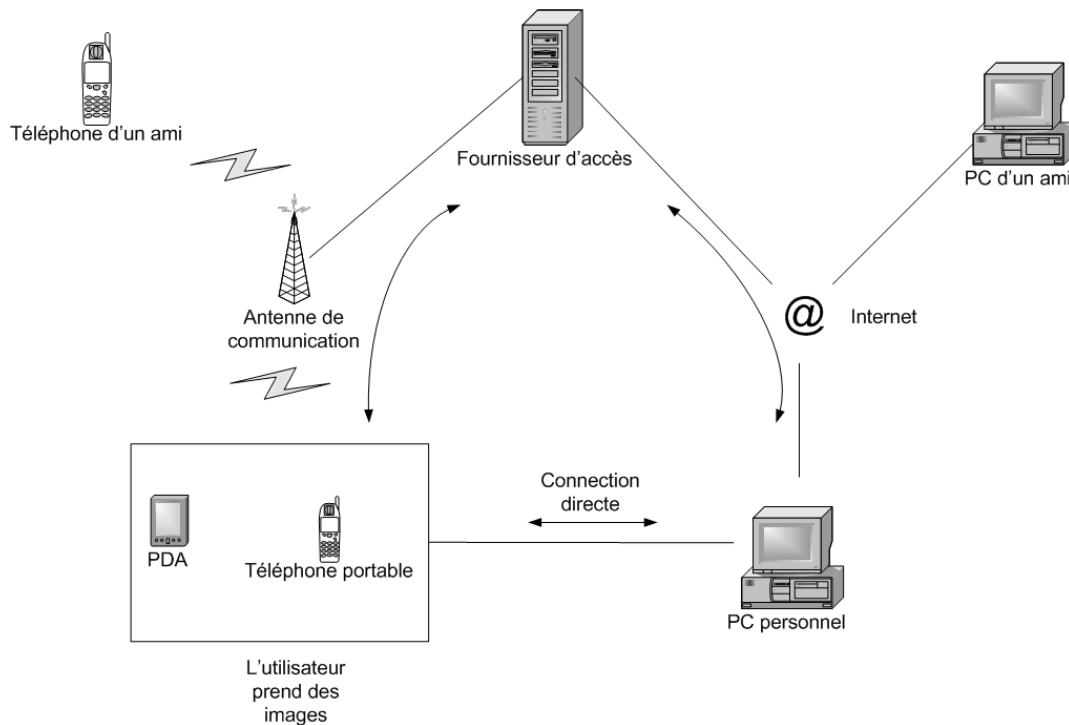 Téléphone d'un ami
Fournisseur d'accès
PC d'un ami
Antenne de
communication
@
Internet
Connection
directe
PDA
Téléphone portable
PC personnel
L'utilisateur
prend des
images